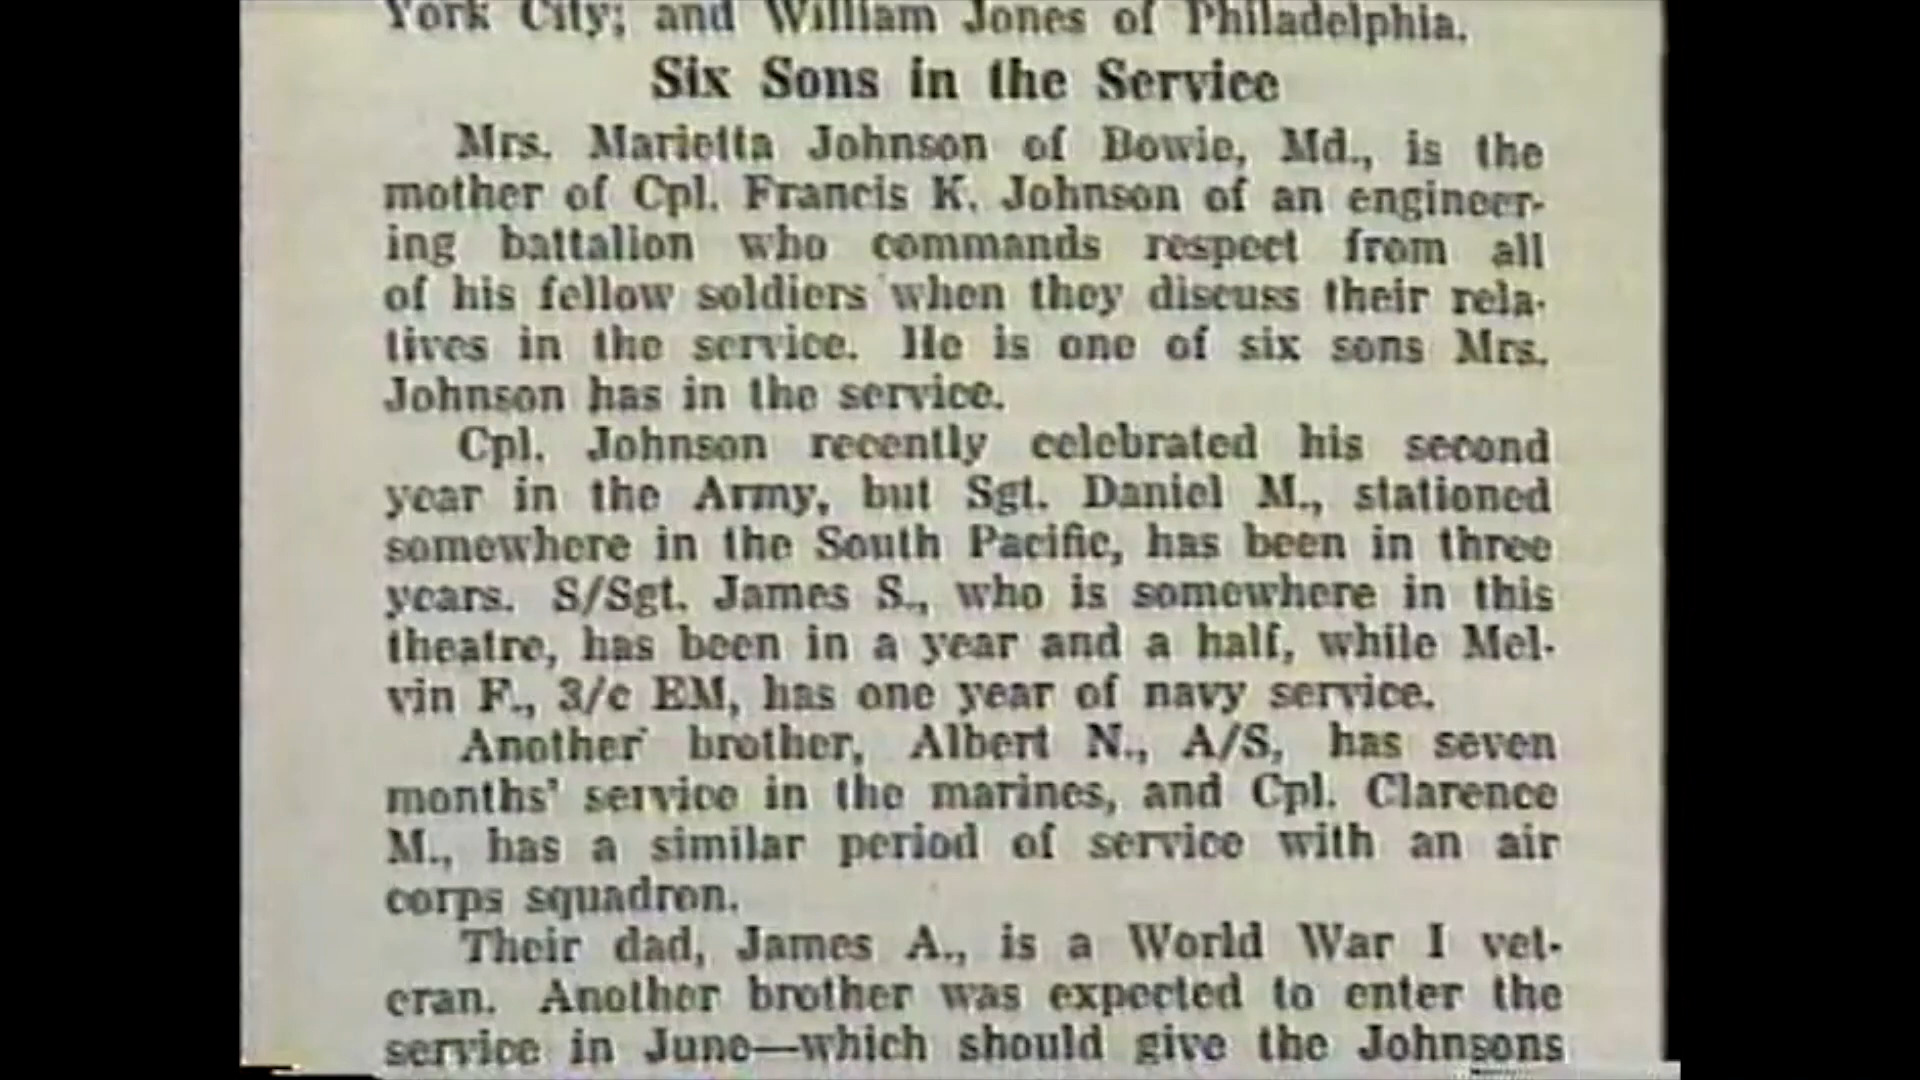 York City; and William Jones of Philadelphia.
Six Sons in the Service
Mrs. Marietta Johnson of Bowie, Md., is the
mother of Cpl. Francis K. Johnson of an engineer-
ing battalion who commands respect from all
of his fellow soldiers when they discuss their rela-
tives in the service. He is one of six sons Mrs.
Johnson has in the service.
Cpl. Johnson recently celebrated his second
year in the Army, but Sgt. Daniel M., stationed
somewhere in the South Pacific, has been in three
years. S/Sgt. James S., who is somewhere in this
theatre, has been in a year and a half, while Mel-
vin F., 3/c EM, has one year of navy service.
Another brother, Albert N., A/S, has seven
months' service in the marines, and Cpl. Clarence
M., has a similar period of service with an air
corps squadron.
Their dad, James A., is a World War I vet-
eran. Another brother was expected to enter the
service in June—which should give the Johnsons